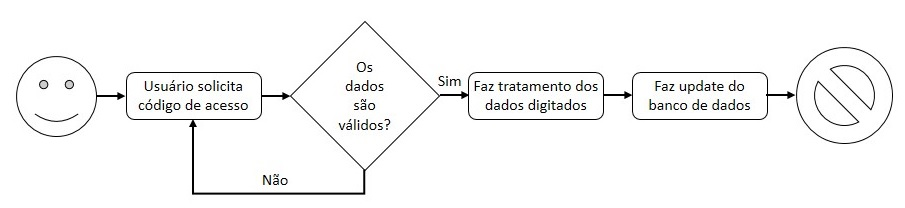 Usuário solicita
código de acesso
Os
dados
são
válidos?
Sim
Faz tratamento dos
dados digitados
Faz update do
banco de dados
Não